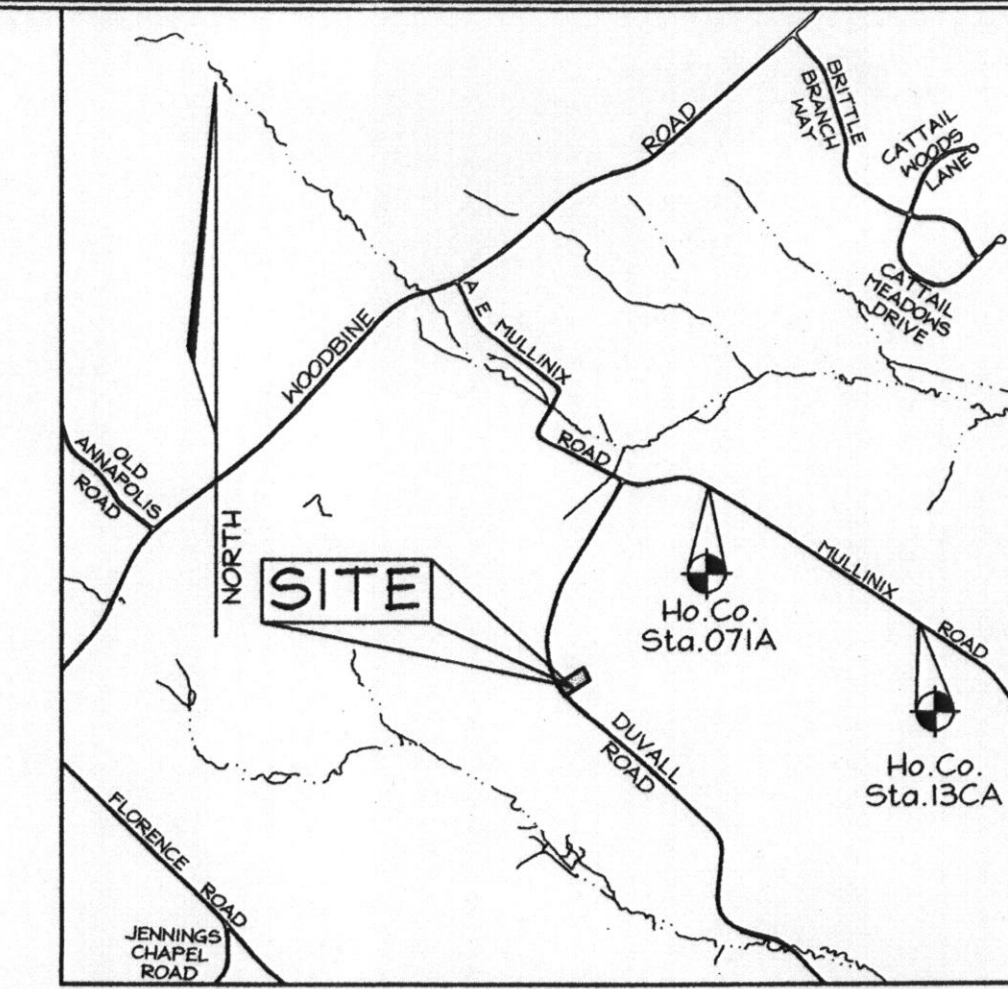 BRITTLE
BRANCH
WAY
CATTAIL
WOODS
LANE
ROAD
CATTAIL
MEADOWS
DRIVE
A E MULLINIX
ROAD
WOODBINE
OLD
ANNAPOLIS
ROAD
NORTH
SITE
MULLINIX
ROAD
Ho.Co.
Sta.071A
Ho.Co.
Sta.13CA
DUVALL
ROAD
FLORENCE ROAD
JENNINGS
CHAPEL
ROAD